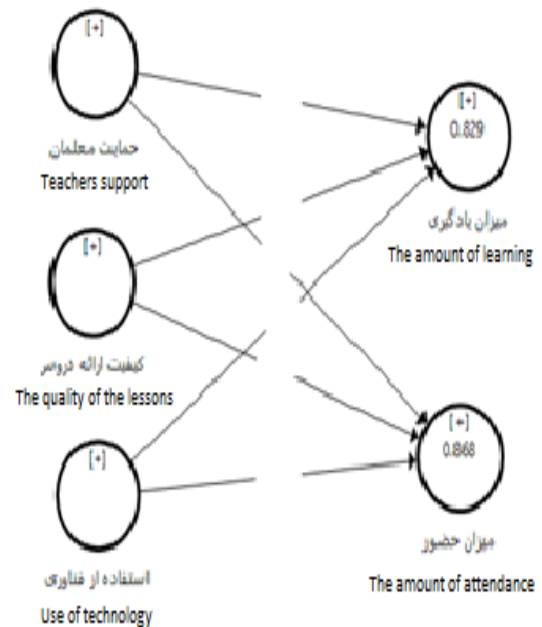 [+]
حمایت معلمان
Teachers support
[+]
0.829
میزان یادگیری
The amount of learning
[+]
کیفیت ارائه دروس
The quality of the lessons
[+]
0.868
میزان حضور
The amount of attendance
[+]
استفاده از فناوری
Use of technology